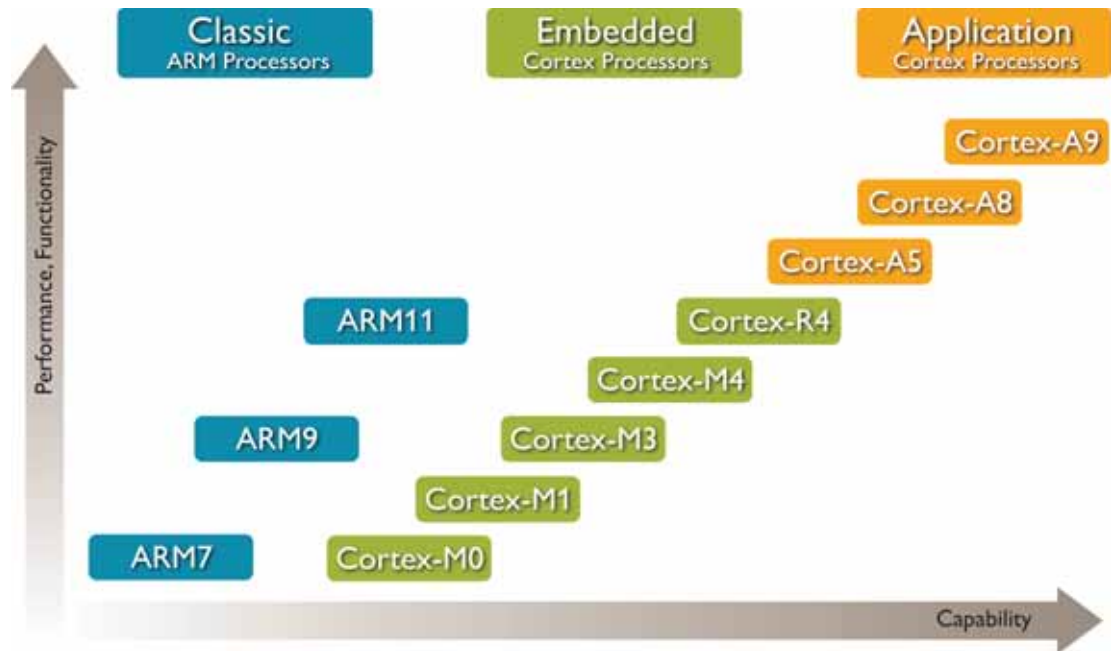 Classic
ARM Processors
Embedded
Cortex Processors
Application
Cortex Processors
Performance, Functionality
Cortex-A9
Cortex-A8
Cortex-A5
ARM11
Cortex-R4
Cortex-M4
ARM9
Cortex-M3
Cortex-M1
ARM7
Cortex-M0
Capability